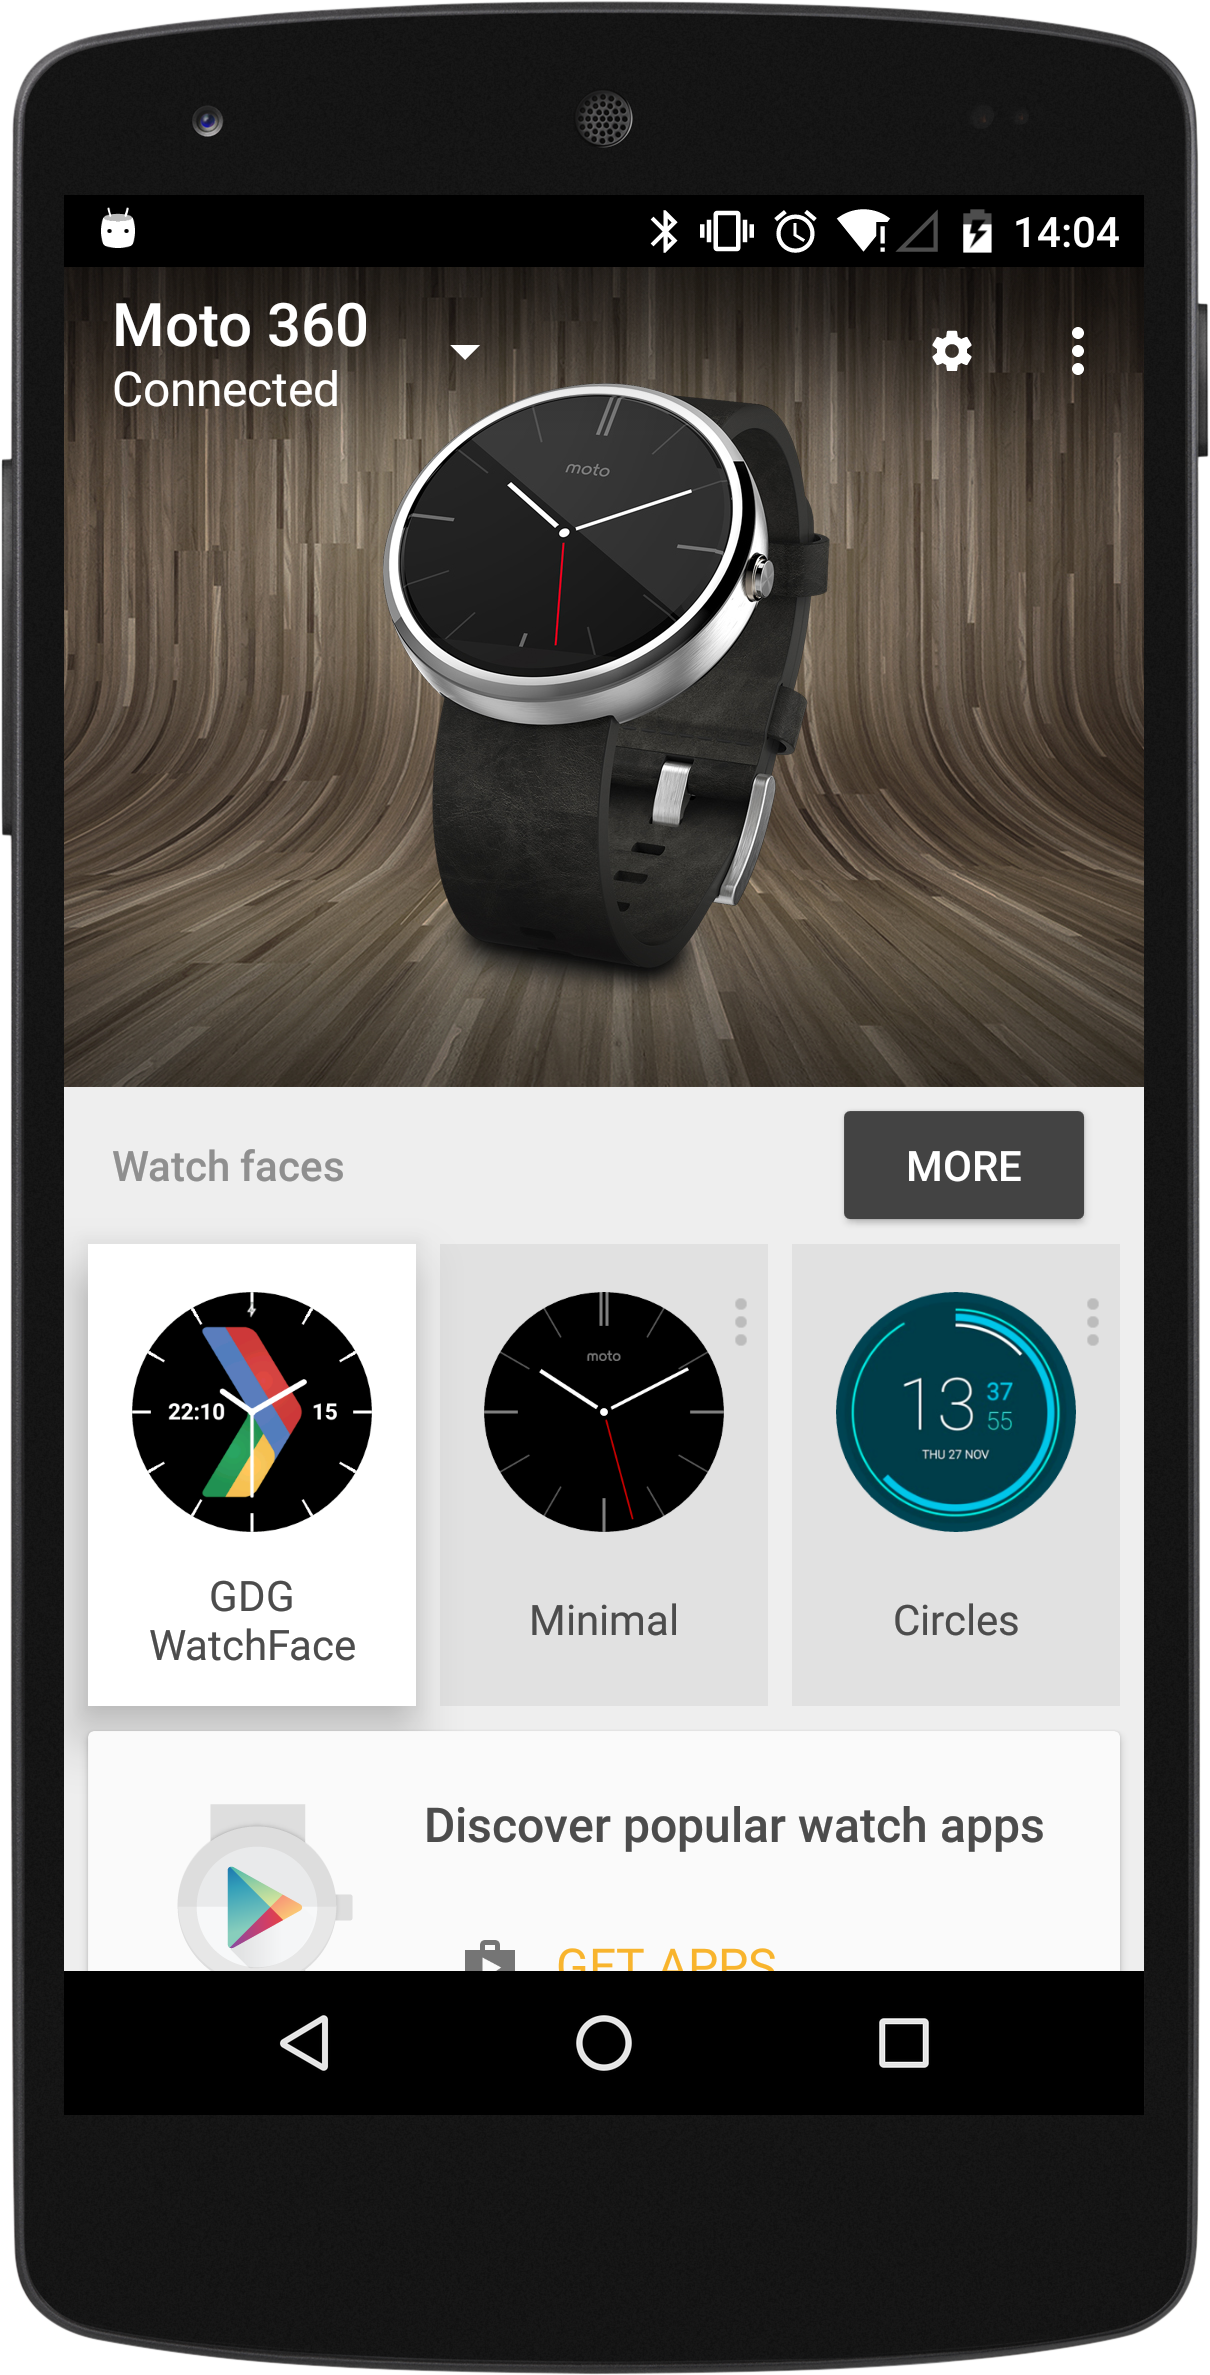 14:04
Moto 360
Connected
moto
Watch faces
MORE
22:10
15
GDG
WatchFace
moto
Minimal
13
37
55
THU 27 NOV
Circles
Discover popular watch apps
GET APPS